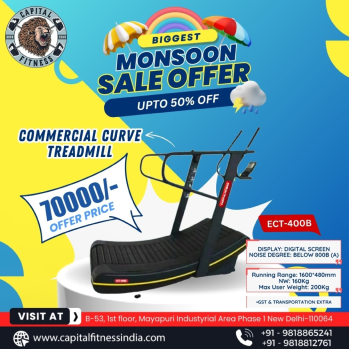 CAPITAL
FITNESS
BIGGEST
MONSOON
SALE OFFER
UPTO 50% OFF
COMMERCIAL CURVE
TREADMILL
70000/-
OFFER PRICE
ECT-400B
DISPLAY: DIGITAL SCREEN
NOISE DEGREE: BELOW 800B (A)
Running Range: 1600*480mm
NW: 160Kg
Max User Weight: 200Kg
+GST & TRANSPORTATION EXTRA
VISIT AT
B-53, 1st floor, Mayapuri Industyrial Area Phase 1 New Delhi-110064
www.capitalfitnessindia.com
+91 - 9818865241
+91 - 9818812761